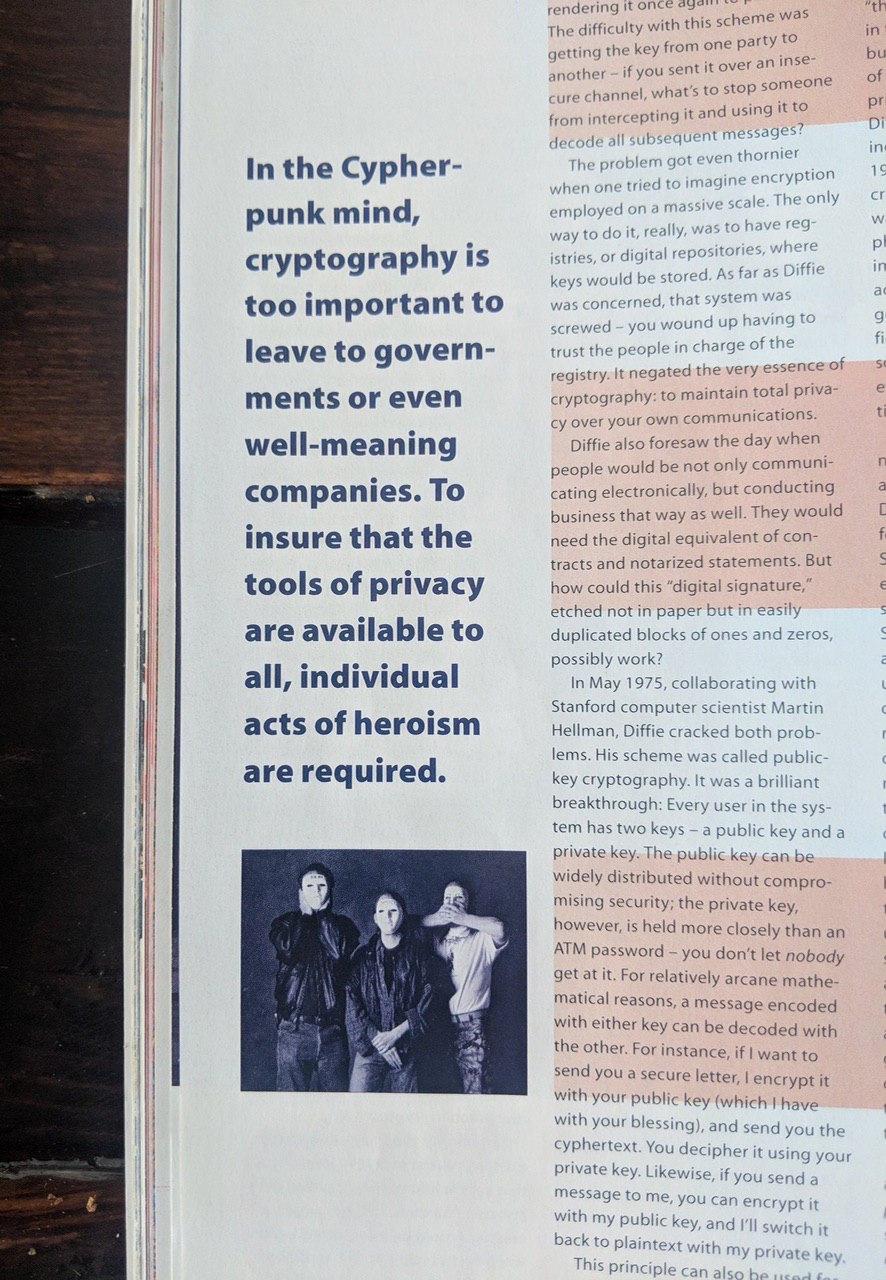 In the Cypher-
punk mind,
cryptography is
too important to
leave to govern-
ments or even
well-meaning
companies. To
insure that the
tools of privacy
are available to
all, individual
acts of heroism
are required.
rendering it once again to
The difficulty with this scheme was
getting the key from one party to
another – if you sent it over an inse-
cure channel, what's to stop someone
from intercepting it and using it to
decode all subsequent messages?
The problem got even thornier
when one tried to imagine encryption
employed on a massive scale. The only
way to do it, really, was to have reg-
istries, or digital repositories, where
keys would be stored. As far as Diffie
was concerned, that system was
screwed – you wound up having to
trust the people in charge of the
registry. It negated the very essence of
cryptography: to maintain total priva-
cy over your own communications.
Diffie also foresaw the day when
people would be not only communi-
cating electronically, but conducting
business that way as well. They would
need the digital equivalent of con-
tracts and notarized statements. But
how could this “digital signature,”
etched not in paper but in easily
duplicated blocks of ones and zeros,
possibly work?
In May 1975, collaborating with
Stanford computer scientist Martin
Hellman, Diffie cracked both prob-
lems. His scheme was called public-
key cryptography. It was a brilliant
breakthrough: Every user in the sys-
tem has two keys – a public key and a
private key. The public key can be
widely distributed without compro-
mising security; the private key,
however, is held more closely than an
ATM password – you don't let nobody
get at it. For relatively arcane mathe-
matical reasons, a message encoded
with either key can be decoded with
the other. For instance, if I want to
send you a secure letter, I encrypt it
with your public key (which I have
with your blessing), and send you the
cyphertext. You decipher it using your
private key. Likewise, if you send a
message to me, you can encrypt it
with my public key, and I'll switch it
back to plaintext with my private key.
This principle can also be used for